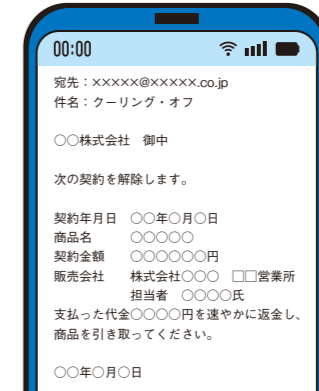 00:00
宛先：×××××@×××××.co.jp
件名：クーリング・オフ
○○株式会社　御中
次の契約を解除します。
契約年月日　○○年○月○日
商品名　○○○○○
契約金額　○○○○○○円
販売会社　株式会社○○○　□□営業所
担当者　○○○○氏
支払った代金○○○○円を速やかに返金し、
商品を引き取ってください。
○○年○月○日